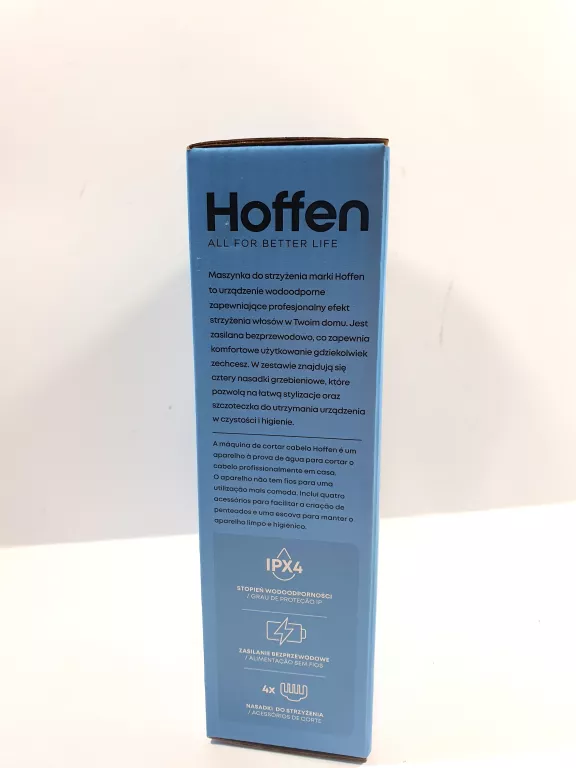 Hoffen
ALL FOR BETTER LIFE
Maszynka do strzyżenia marki Hoffen
to urządzenie wodoodporne
zapewniające profesjonalny efekt
strzyżenia włosów w Twoim domu. Jest
zasilana bezprzewodowo, co zapewnia
komfortowe użytkowanie gdziekolwiek
zechcesz. W zestawie znajdują się
cztery nasadki grzebieniowe, które
pozwolą na łatwą stylizację oraz
szczoteczka do utrzymania urządzenia
w czystości i higienie.
A máquina de cortar cabelo Hoffen é um
aparelho à prova de água para cortar o
cabelo profissionalmente em casa.
O aparelho não tem fios para uma
utilização mais comoda. Inclui quatro
acessórios para facilitar a criação de
penteados e uma escova para manter o
aparelho limpo e higiénico.
IPX4
STOPIEŃ WODOODPORNOŚCI
/ GRAU DE PROTEÇÃO IP
ZASILANIE BEZPRZEWODOWE
/ ALIMENTAÇÃO SEM FIOS
4x
NASADKI DO STRZYŻENIA
/ ACESSÓRIOS DE CORTE